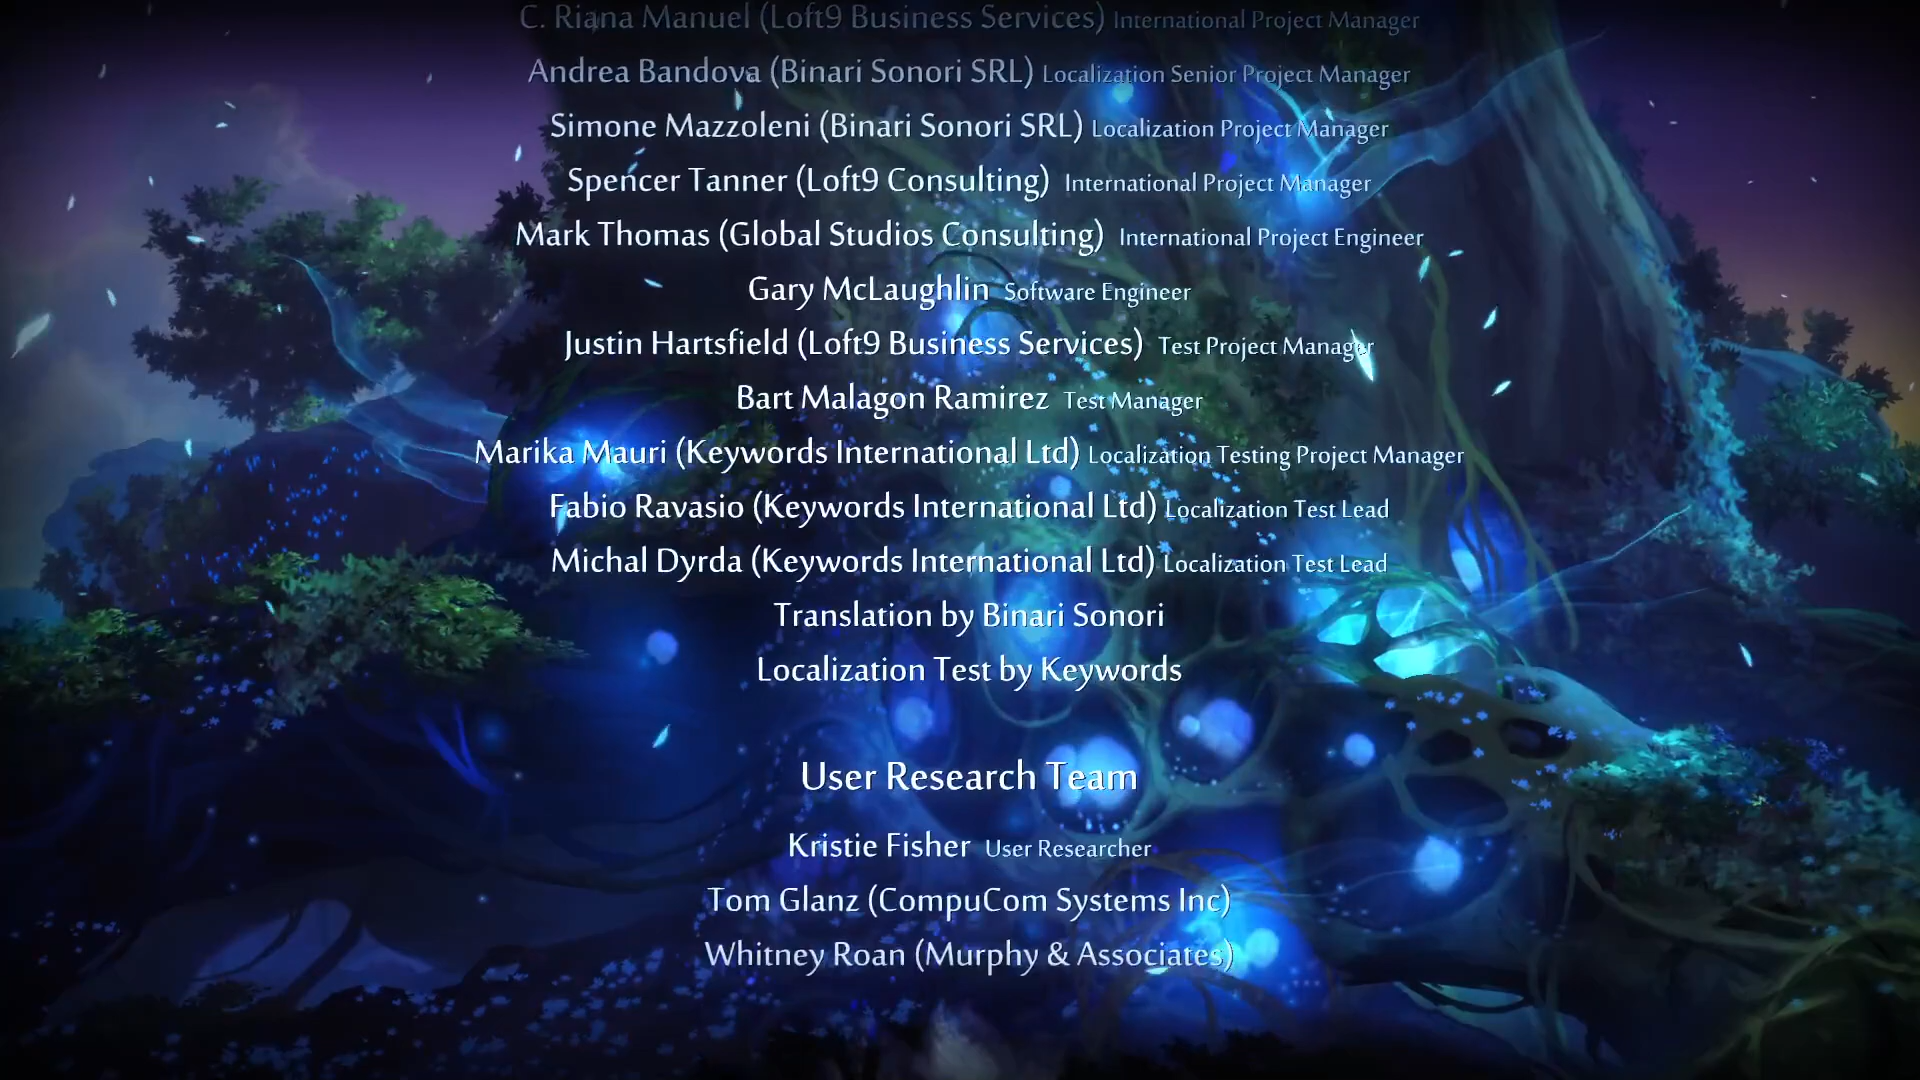 C. Riana Manuel (Loft9 Business Services) International Project Manager
Andrea Bandova (Binari Sonori SRL) Localization Senior Project Manager
Simone Mazzoleni (Binari Sonori SRL) Localization Project Manager
Spencer Tanner (Loft9 Consulting) International Project Manager
Mark Thomas (Global Studios Consulting) International Project Engineer
Gary McLaughlin Software Engineer
Justin Hartsfield (Loft9 Business Services) Test Project Manager
Bart Malagon Ramirez Test Manager
Marika Mauri (Keywords International Ltd) Localization Testing Project Manager
Fabio Ravasio (Keywords International Ltd) Localization Test Lead
Michal Dyrda (Keywords International Ltd) Localization Test Lead
Translation by Binari Sonori
Localization Test by Keywords
User Research Team
Kristie Fisher User Researcher
Tom Glanz (CompuCom Systems Inc)
Whitney Roan (Murphy & Associates)